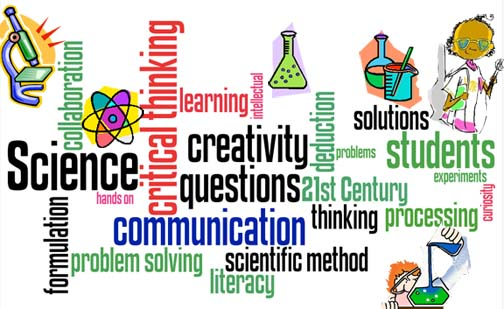 collaboration
critical thinking
learning
intellectual
Science
hands on
creativity
questions
deduction
problems
solutions
students
experiments
curiosity
21st Century
communication
thinking
processing
formulation
problem solving
scientific method
literacy